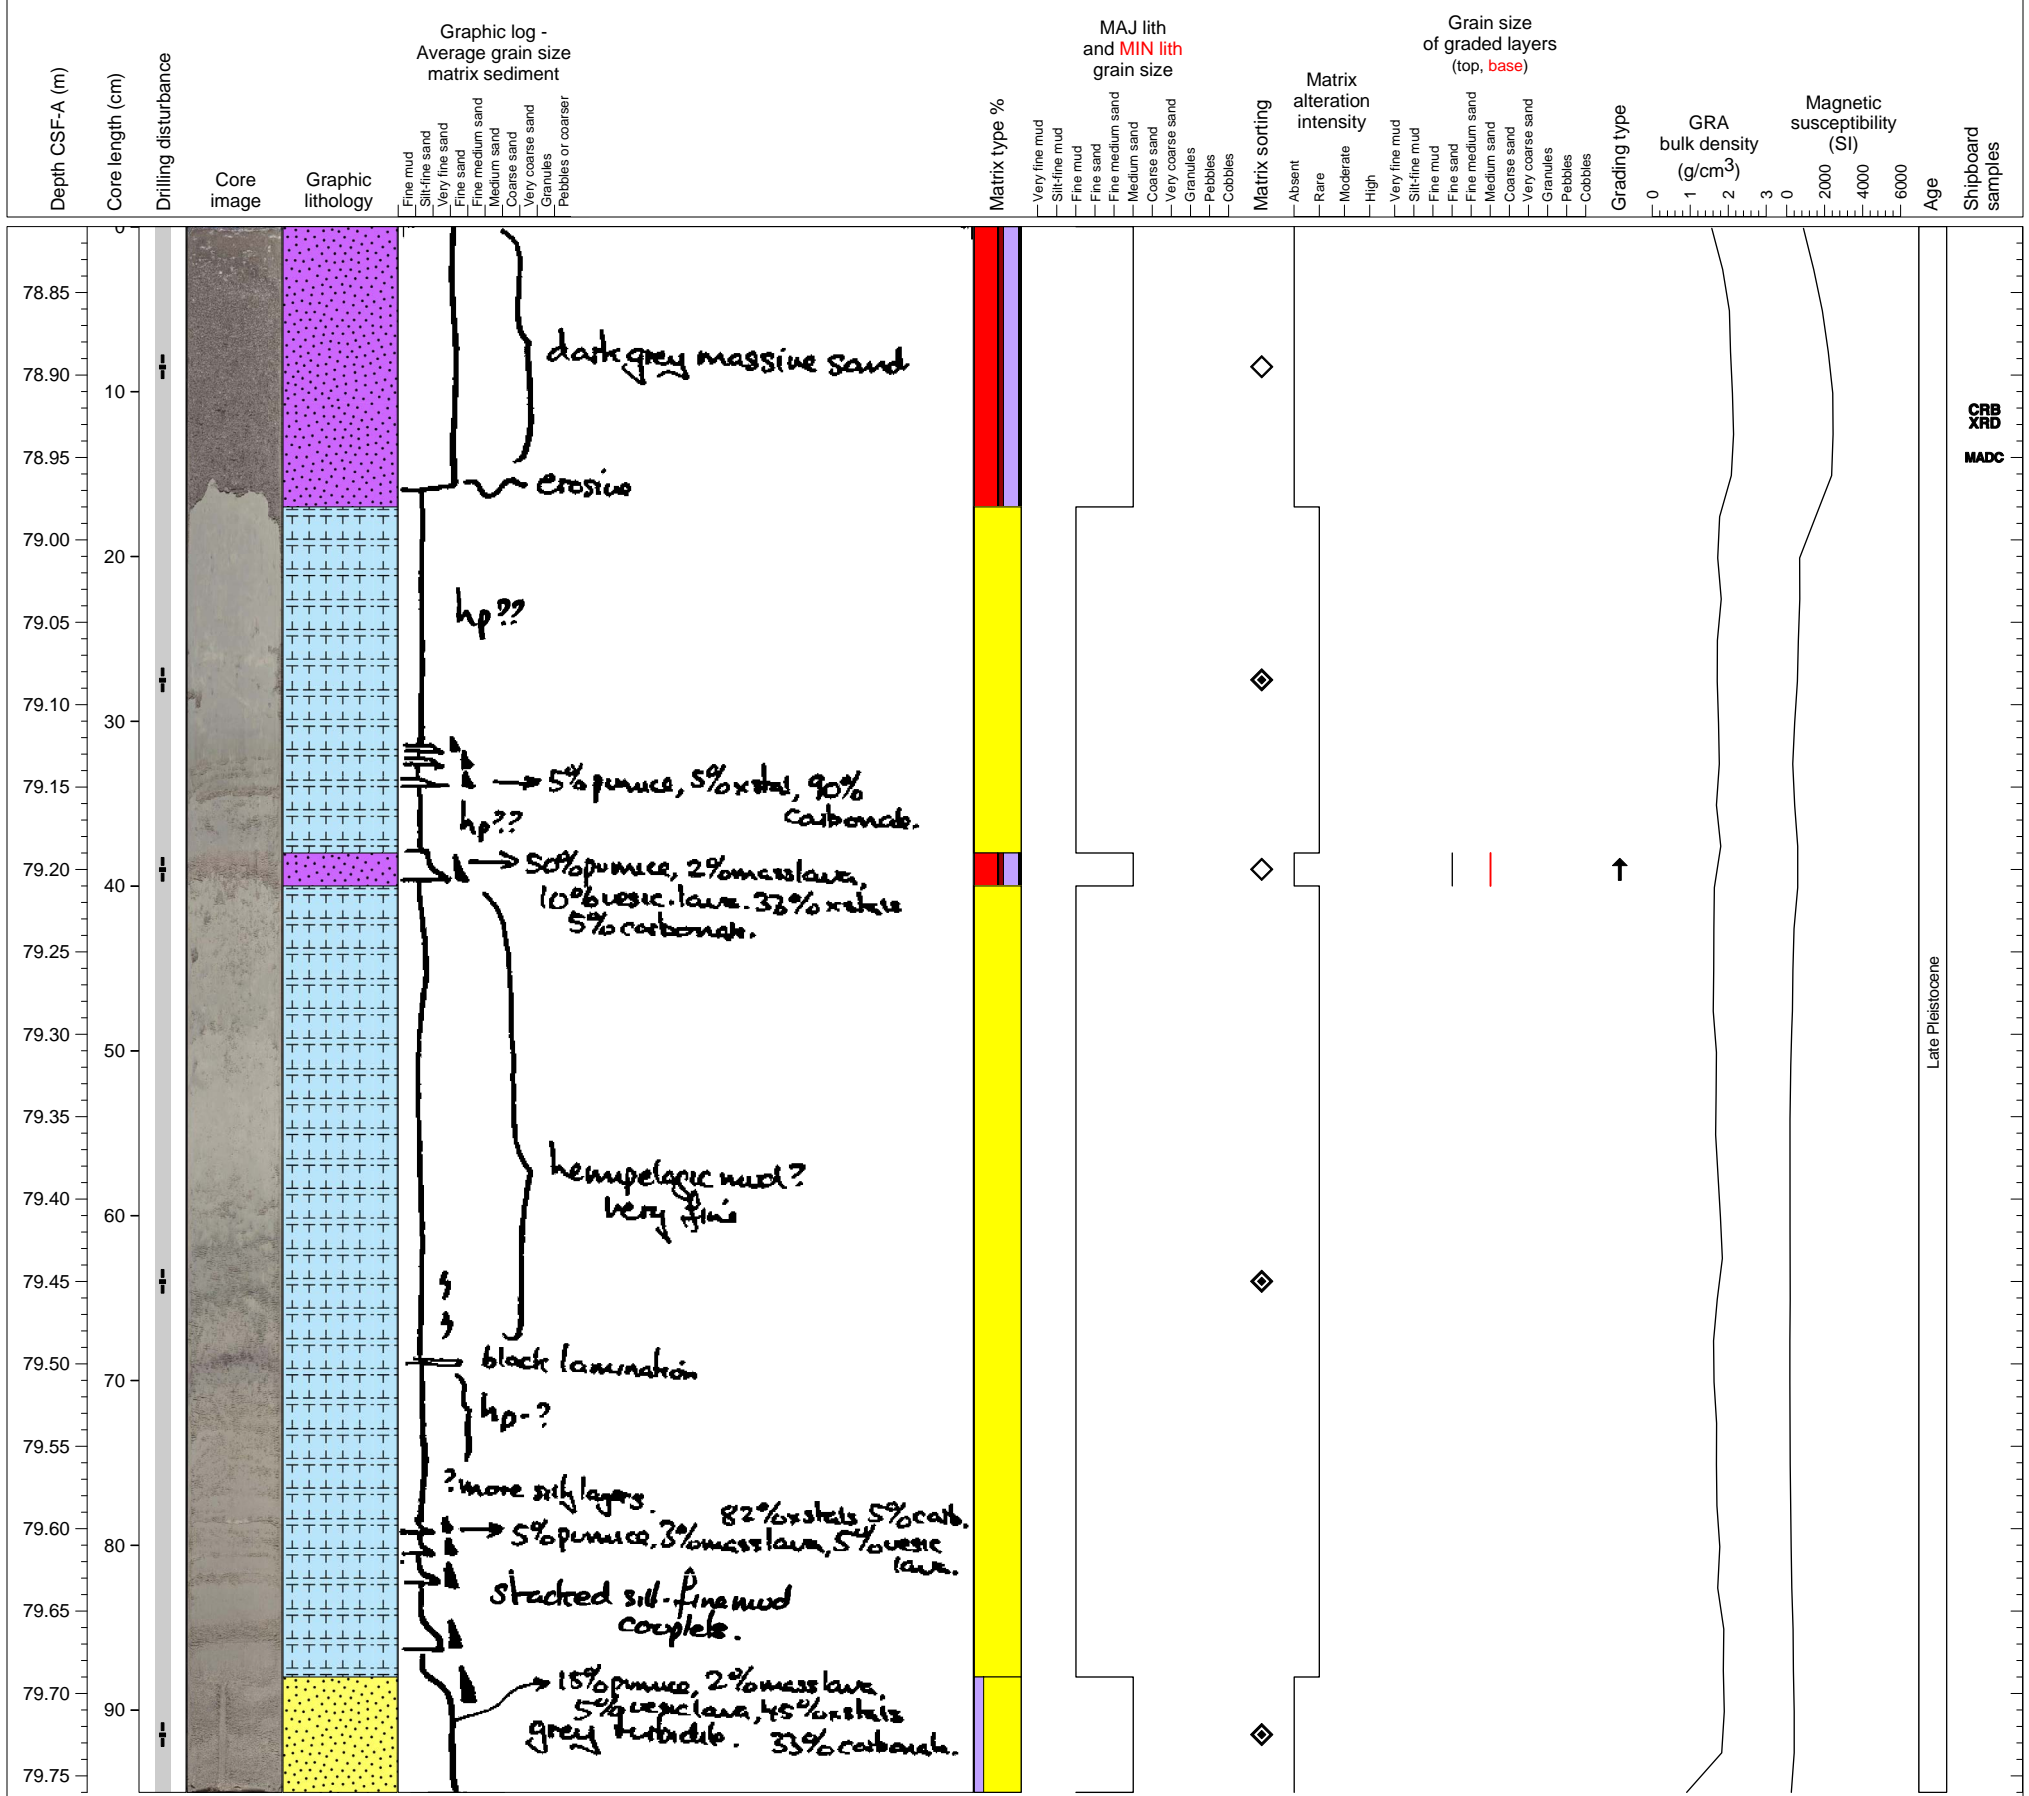 Depth CSF-A (m)
Core length (cm)
Drilling disturbance
Core
image
Graphic
lithology
Graphic log -
Average grain size
matrix sediment
Fine mud
Silt-fine sand
Very fine sand
Fine sand
Fine medium sand
Medium sand
Coarse sand
Very coarse sand
Granules
Pebbles or coarser
Matrix type %
MAJ lith
and MIN lith
grain size
Very fine mud
Silt-fine mud
Fine mud
Fine sand
Fine medium sand
Medium sand
Coarse sand
Very coarse sand
Granules
Pebbles
Cobbles
Matrix sorting
Matrix
alteration
intensity
Absent
Rare
Moderate
High
Grain size
of graded layers
(top, base)
Very fine mud
Silt-fine mud
Fine mud
Fine sand
Fine medium sand
Medium sand
Coarse sand
Very coarse sand
Granules
Pebbles
Cobbles
Grading type
GRA
bulk density
(g/cm3)
0 1 2 3
Magnetic
susceptibility
(SI)
0 2000 4000 6000
Age
Shipboard
samples
0
78.85
78.90
10
78.95
79.00
20
79.05
79.10
30
79.15
79.20
40
79.25
79.30
50
79.35
79.40
60
79.45
79.50
70
79.55
79.60
80
79.65
79.70
90
79.75
dark grey massive sand
erosive
hp??
→ 5% pumice, 5% xstal, 90%
carbonate.
hp??
→ 50% pumice, 2% mass lava,
10% vesic. lava. 33% xstals
5% carbonate.
hemipelagic mud?
very fine
black lamination
hp-?
? more silty layers.
82% xstals 5% carb.
→ 5% pumice, 3% mass lava, 5% vesic
lava.
stacked silt-fine mud
couplets.
→ 15% pumice, 2% mass lava,
5% vesic lava, 45% xstals
grey turbidite. 33% carbonate.
CRB
XRD
MADC
Late Pleistocene